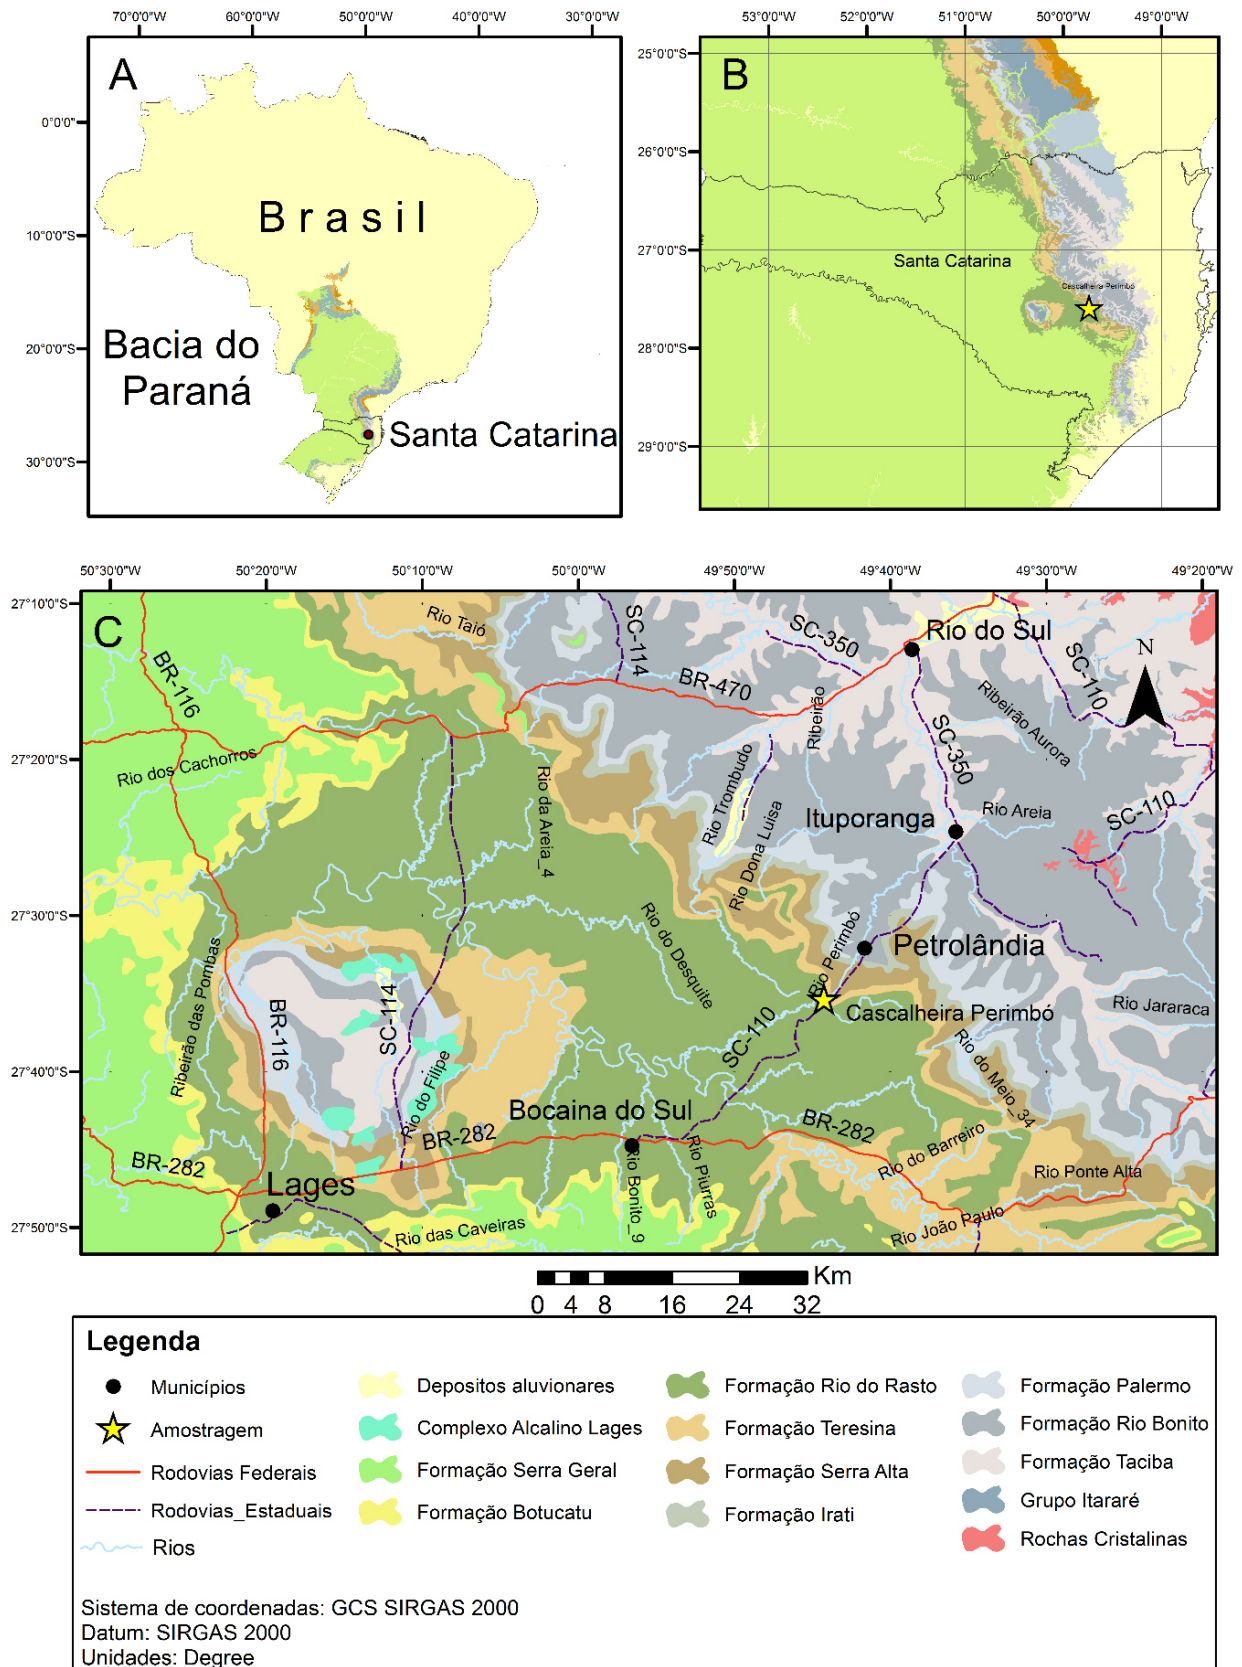 70°0'0"W 60°0'0"W 50°0'0"W 40°0'0"W 30°0'0"W
A
0°0'0"
10°0'0"S
20°0'0"S
30°0'0"S
Brasil
Bacia do
Paraná
Santa Catarina
53°0'0"W 52°0'0"W 51°0'0"W 50°0'0"W 49°0'0"W
B
25°0'0"S
26°0'0"S
27°0'0"S
28°0'0"S
29°0'0"S
Santa Catarina
Cascalheira Perimbó
50°30'0"W 50°20'0"W 50°10'0"W 50°0'0"W 49°50'0"W 49°40'0"W 49°30'0"W 49°20'0"W
27°10'0"S
27°20'0"S
27°30'0"S
27°40'0"S
27°50'0"S
C
Rio Taió
SC-114
SC-350
Rio do Sul
SC-110
N
BR-116
BR-470
Ribeirão
SC-350
Ribeirão Aurora
Rio dos Cachorros
Rio da Areia_4
Rio Trombudo
Rio Dona Luisa
Ituporanga
Rio Areia
SC-110
Rio do Desquite
Rio Perimbó
Petrolândia
Ribeirão das Pombas
BR-116
SC-114
Rio do Filipe
SC-110
Cascalheira Perimbó
Rio Jararaca
Rio do Meio_34
Bocaina do Sul
BR-282
BR-282
BR-282
Rio do Barreiro
Rio Ponte Alta
Lages
Rio das Caveiras
Rio Bonito_9
Rio Piurras
Rio João Paulo
Km
0 4 8 16 24 32
Legenda
Municípios
Amostragem
Rodovias Federais
Rodovias_Estaduais
Rios
Depositos aluvionares
Complexo Alcalino Lages
Formação Serra Geral
Formação Botucatu
Formação Rio do Rasto
Formação Teresina
Formação Serra Alta
Formação Irati
Formação Palermo
Formação Rio Bonito
Formação Taciba
Grupo Itararé
Rochas Cristalinas
Sistema de coordenadas: GCS SIRGAS 2000
Datum: SIRGAS 2000
Unidades: Degree